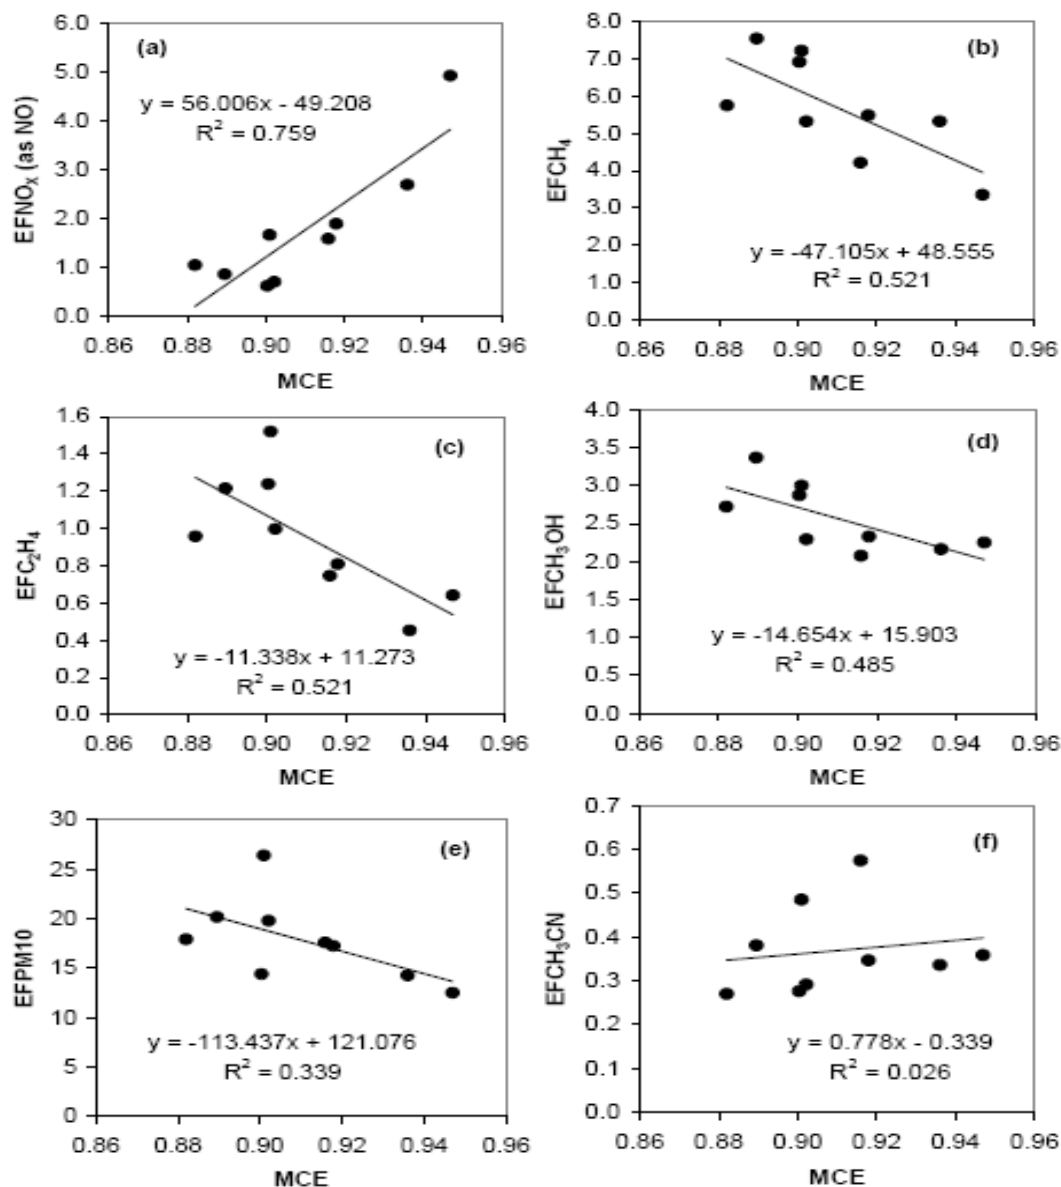 (a)
y = 56.006x - 49.208
R² = 0.759
EFNOₓ (as NO)
6.0
5.0
4.0
3.0
2.0
1.0
0.0
0.86 0.88 0.90 0.92 0.94 0.96
MCE
(b)
y = -47.105x + 48.555
R² = 0.521
EFCH₄
8.0
7.0
6.0
5.0
4.0
3.0
2.0
1.0
0.0
0.86 0.88 0.90 0.92 0.94 0.96
MCE
(c)
y = -11.338x + 11.273
R² = 0.521
EFC₂H₄
1.6
1.4
1.2
1.0
0.8
0.6
0.4
0.2
0.0
0.86 0.88 0.90 0.92 0.94 0.96
MCE
(d)
y = -14.654x + 15.903
R² = 0.485
EFCH₃OH
4.0
3.5
3.0
2.5
2.0
1.5
1.0
0.5
0.0
0.86 0.88 0.90 0.92 0.94 0.96
MCE
(e)
y = -113.437x + 121.076
R² = 0.339
EFPM10
30
25
20
15
10
5
0
0.86 0.88 0.90 0.92 0.94 0.96
MCE
(f)
y = 0.778x - 0.339
R² = 0.026
EFCH₃CN
0.7
0.6
0.5
0.4
0.3
0.2
0.1
0.0
0.86 0.88 0.90 0.92 0.94 0.96
MCE